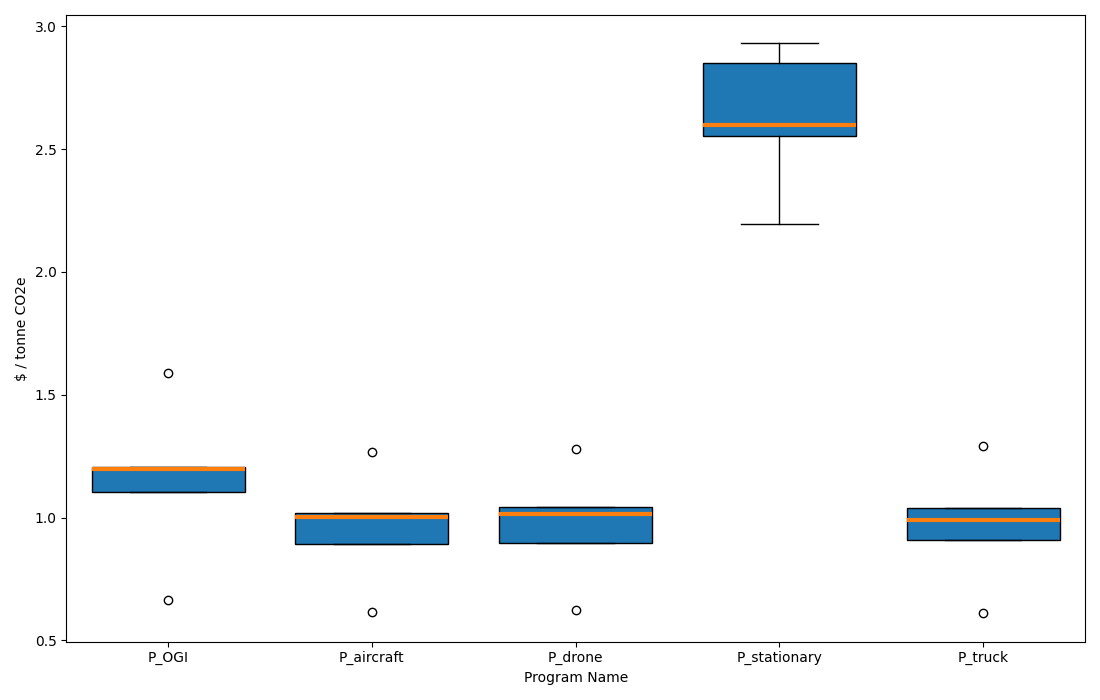 $ / tonne CO2e
3.0
2.5
2.0
1.5
1.0
0.5
P_OGI P_aircraft P_drone P_stationary P_truck
Program Name